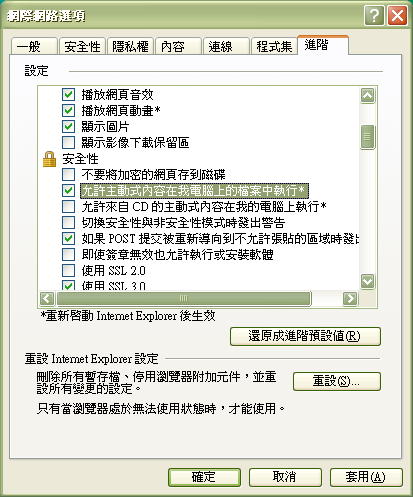 網際網路選項
一般 安全性 隱私權 內容 連線 程式集 進階
設定
播放網頁音效
播放網頁動畫*
顯示圖片
顯示影像下載保留區
安全性
不要將加密的網頁存到磁碟
允許主動式內容在我電腦上的檔案中執行*
允許來自 CD 的主動式內容在我的電腦上執行*
切換安全性與非安全性模式時發出警告
如果 POST 提交被重新導向到不允許張貼的區域時發出
即使簽章無效也允許執行或安裝軟體
使用 SSL 2.0
使用 SSL 3.0
*重新啓動 Internet Explorer 後生效
還原成進階預設值(R)
重設 Internet Explorer 設定
刪除所有暫存檔、停用瀏覽器附加元件，並重
設所有變更的設定。
重設(S)...
只有當瀏覽器處於無法使用狀態時，才能使用。
確定 取消 套用(A)